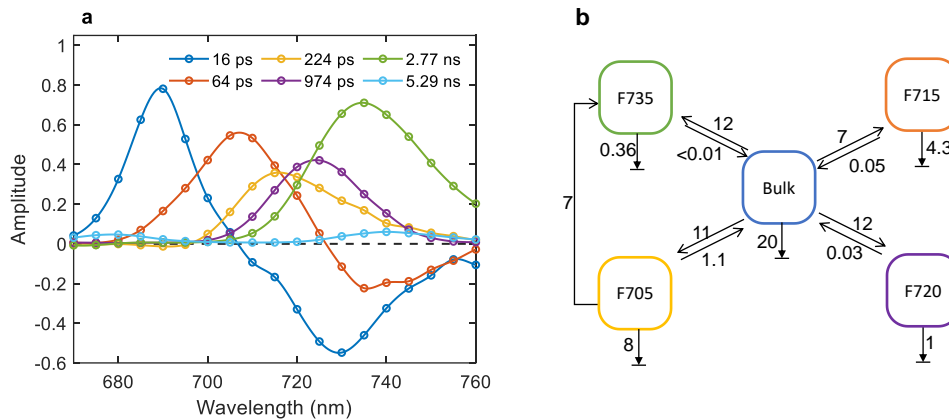 a
1
0.8
0.6
0.4
0.2
0
-0.2
-0.4
-0.6
Amplitude
16 ps 224 ps 2.77 ns
64 ps 974 ps 5.29 ns
680 700 720 740 760
Wavelength (nm)
b
F735
F715
12
7
0.36
<0.01
0.05
4.3
Bulk
7
11
1.1
20
12
0.03
F705
F720
8
1